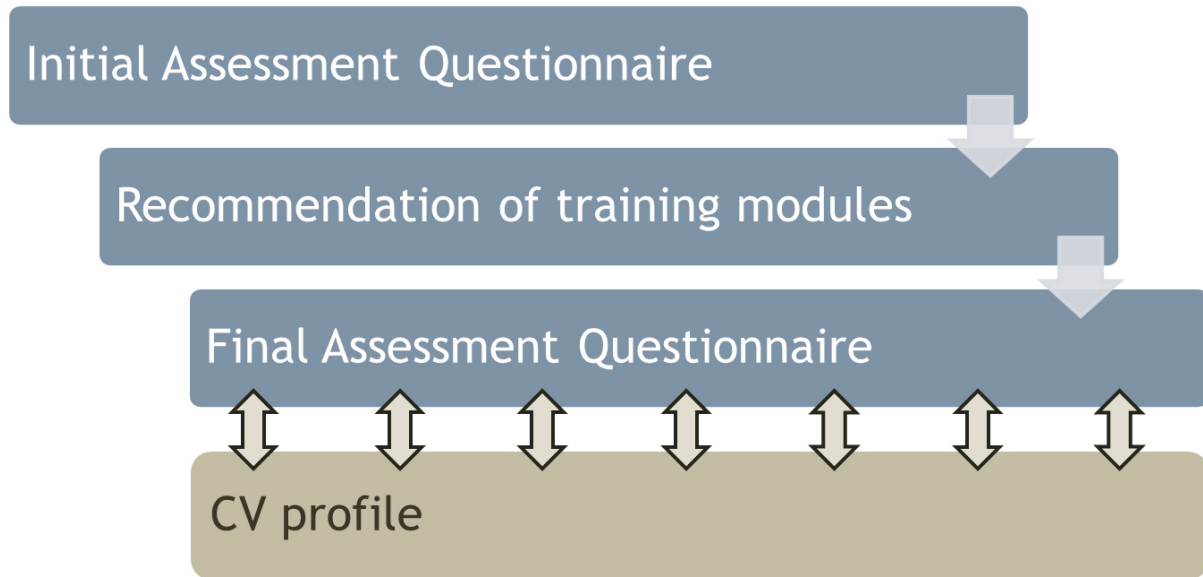 Initial Assessment Questionnaire
Recommendation of training modules
Final Assessment Questionnaire
CV profile